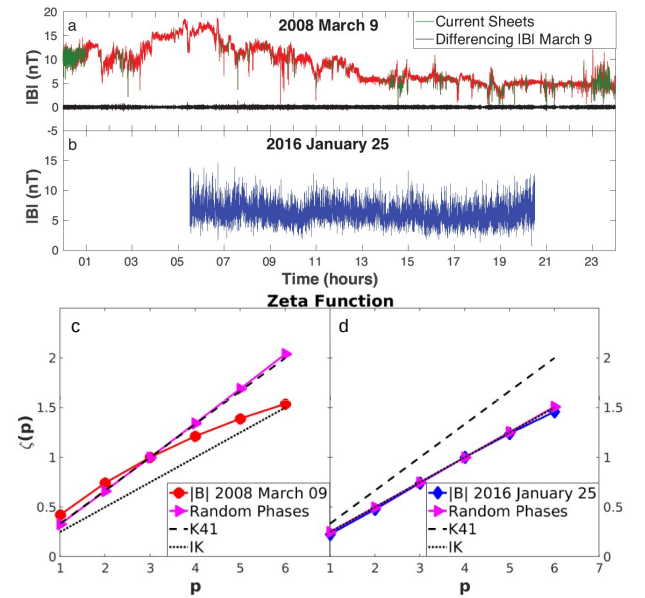 a
2008 March 9
Current Sheets
Differencing IBI March 9
20
15
10
5
0
-5
IBI (nT)
b
2016 January 25
15
10
5
0
IBI (nT)
01 03 05 07 09 11 13 15 17 19 21 23
Time (hours)
Zeta Function
c
d
2
1.5
1
0.5
0
ζ(p)
2
1.5
1
0.5
0
|B| 2008 March 09
Random Phases
K41
IK
|B| 2016 January 25
Random Phases
K41
IK
1 2 3 4 5 6 1 2 3 4 5 6 7
p
p